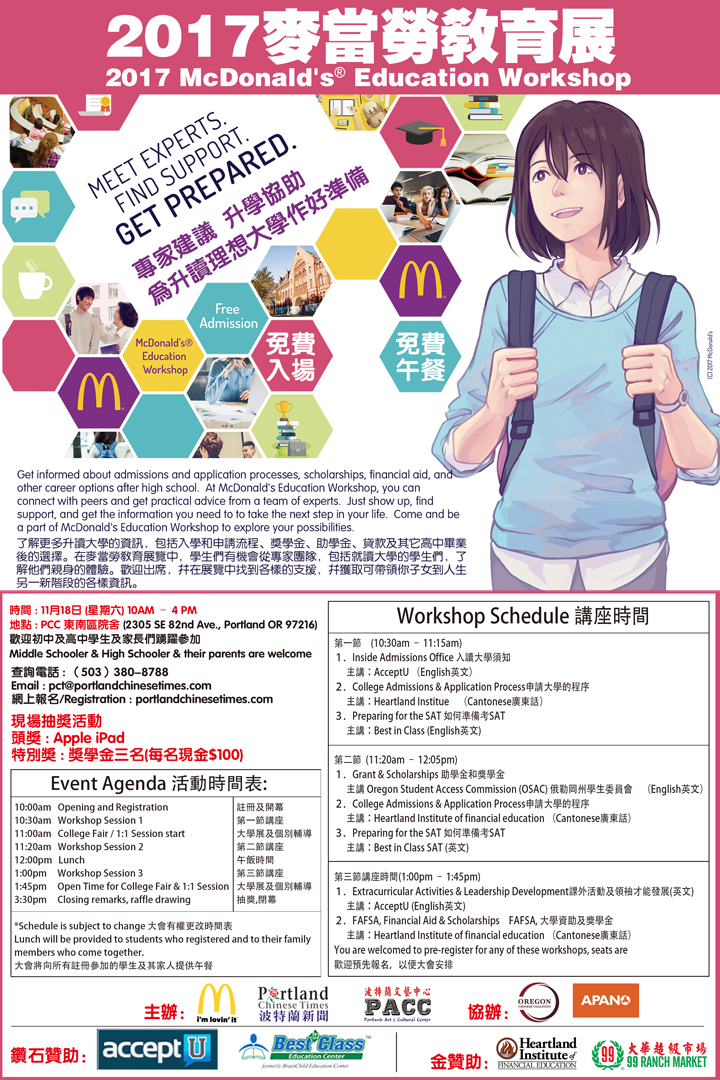 2017麥當勞教育展
2017 McDonald's® Education Workshop
MEET EXPERTS.
FIND SUPPORT.
GET PREPARED.
專家建議 升學協助
為升讀理想大學作好準備
Free
Admission
McDonald's®
Education
Workshop
免費
入場
免費
午餐
(C) 2017 McDonald's
Get informed about admissions and application processes, scholarships, financial aid, and
other career options after high school. At McDonald's Education Workshop, you can
connect with peers and get practical advice from a team of experts. Just show up, find
support, and get the information you need to to take the next step in your life. Come and be
a part of McDonald's Education Workshop to explore your possibilities.
了解更多升讀大學的資訊，包括入學和申請流程、獎學金、助學金、貸款及其它高中畢業
後的選擇。在麥當勞教育展覽中，學生們有機會從專家團隊，包括就讀大學的學生們，了
解他們親身的體驗。歡迎出席，幷在展覽中找到各樣的支援，幷獲取可帶領你子女到人生
另一新階段的各樣資訊。
時間 : 11月18日 (星期六) 10AM – 4 PM
地點 : PCC 東南區院舍 (2305 SE 82nd Ave., Portland OR 97216)
歡迎初中及高中學生及家長們踴躍參加
Middle Schooler & High Schooler & their parents are welcome
查詢電話 : （503）380-8788
Email : pct@portlandchinesetimes.com
網上報名/Registration : portlandchinesetimes.com
現場抽獎活動
頭獎 : Apple iPad
特別獎 : 獎學金三名(每名現金$100)
Event Agenda 活動時間表:
10:00am Opening and Registration 註冊及開幕
10:30am Workshop Session 1 第一節講座
11:00am College Fair / 1:1 Session start 大學展及個別輔導
11:20am Workshop Session 2 第二節講座
12:00pm Lunch 午飯時間
1:00pm Workshop Session 3 第三節講座
1:45pm Open Time for College Fair & 1:1 Session 大學展及個別輔導
3:30pm Closing remarks, raffle drawing 抽獎,閉幕
*Schedule is subject to change 大會有權更改時間表
Lunch will be provided to students who registered and to their family
members who come together.
大會將向所有註冊參加的學生及其家人提供午餐
Workshop Schedule 講座時間
第一節 (10:30am – 11:15am)
1. Inside Admissions Office 入讀大學須知
主講：AcceptU （English英文)
2. College Admissions & Application Process申請大學的程序
主講：Heartland Institue （Cantonese廣東話）
3. Preparing for the SAT 如何準備考SAT
主講：Best in Class (English英文)
第二節 (11:20am – 12:05pm)
1. Grant & Scholarships 助學金和獎學金
主講 Oregon Student Access Commission (OSAC) 俄勒岡州學生委員會 （English英文)
2. College Admissions & Application Process申請大學的程序
主講：Heartland Institute of financial education （Cantonese廣東話）
3. Preparing for the SAT 如何準備考SAT
主講：Best in Class SAT (英文)
第三節講座時間(1:00pm – 1:45pm)
1. Extracurricular Activities & Leadership Development課外活動及領袖才能發展(英文)
主講：AcceptU (English英文)
2. FAFSA, Financial Aid & Scholarships FAFSA, 大學資助及獎學金
主講：Heartland Institute of financial education （Cantonese廣東話）
You are welcomed to pre-register for any of these workshops, seats are
歡迎預先報名，以便大會安排
主辦：
i'm lovin' it
Portland
Chinese Times
波特蘭新聞
波特蘭文藝中心
PACC
Portland Art & Cultural Center
協辦：
OREGON
CHINESE COALITION
APANO
鑽石贊助：
accept U
Best in Class
Education Center
formerly BrainChild Education Center
金贊助：
Heartland
Institute of
FINANCIAL EDUCATION
99
大華超級市場
99 RANCH MARKET